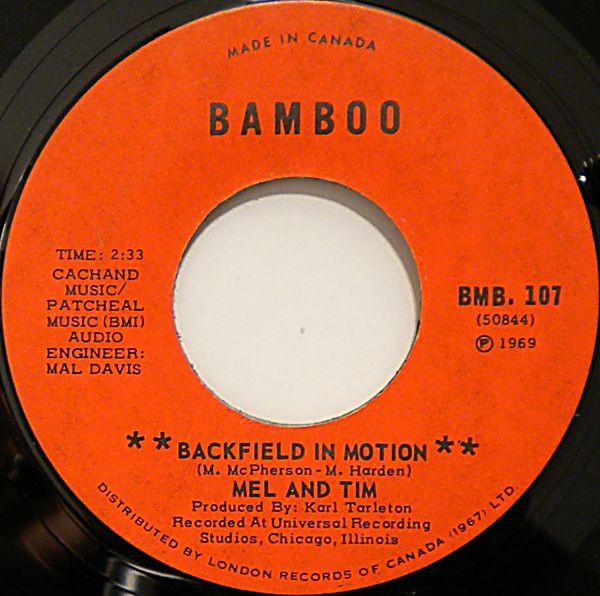 MADE IN CANADA
BAMBOO
TIME: 2:33
CACHAND
MUSIC/
PATCHEAL
MUSIC (BMI)
AUDIO
ENGINEER:
MAL DAVIS
BMB. 107
(50844)
Ⓟ 1969
**BACKFIELD IN MOTION**
(M. McPherson - M. Harden)
MEL AND TIM
Produced By: Karl Tarleton
Recorded At Universal Recording
Studios, Chicago, Illinois
DISTRIBUTED BY LONDON RECORDS OF CANADA (1967) LTD.